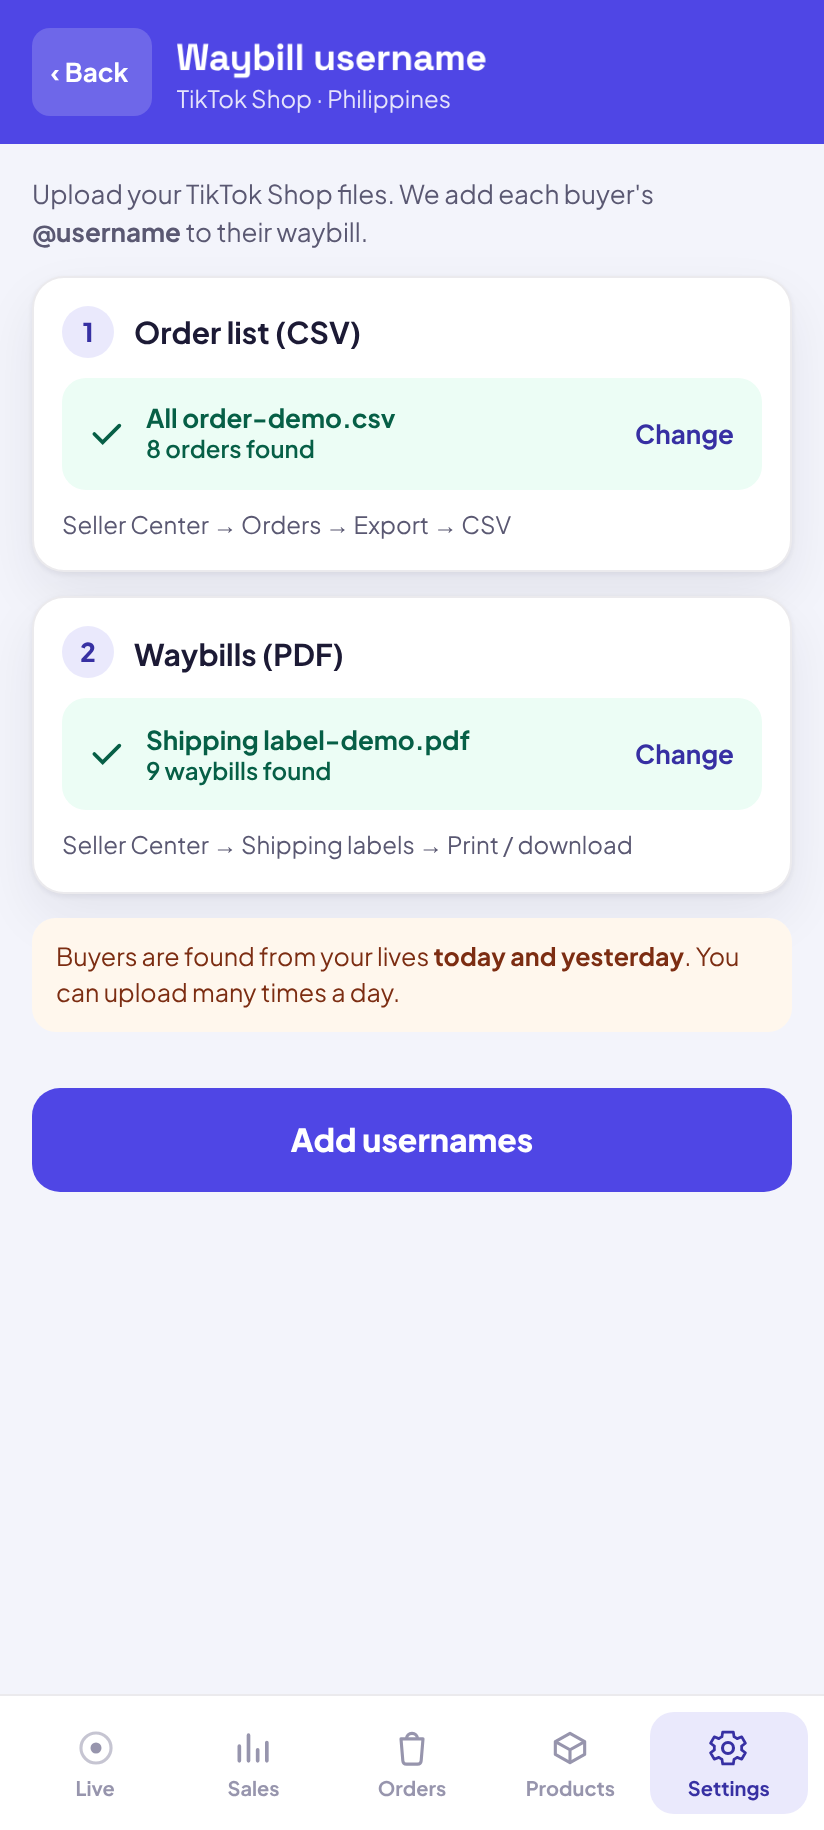 ‹ Back
Waybill username
TikTok Shop · Philippines
Upload your TikTok Shop files. We add each buyer's
@username to their waybill.
1
Order list (CSV)
All order-demo.csv
8 orders found
Change
Seller Center → Orders → Export → CSV
2
Waybills (PDF)
Shipping label-demo.pdf
9 waybills found
Change
Seller Center → Shipping labels → Print / download
Buyers are found from your lives today and yesterday. You
can upload many times a day.
Add usernames
Live
Sales
Orders
Products
Settings